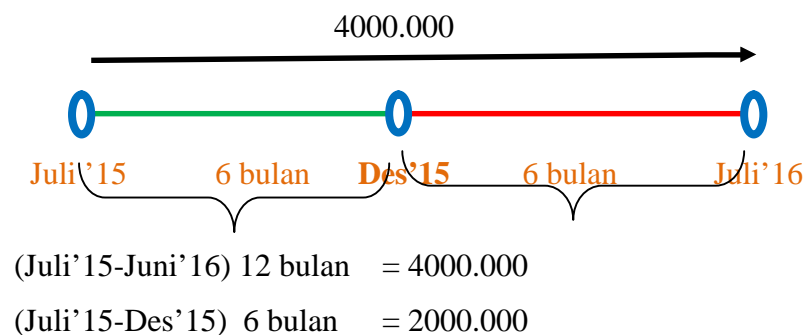 4000.000
Juli '15 6 bulan Des'15 6 bulan Juli'16
(Juli'15-Juni'16) 12 bulan = 4000.000
(Juli'15-Des'15) 6 bulan = 2000.000